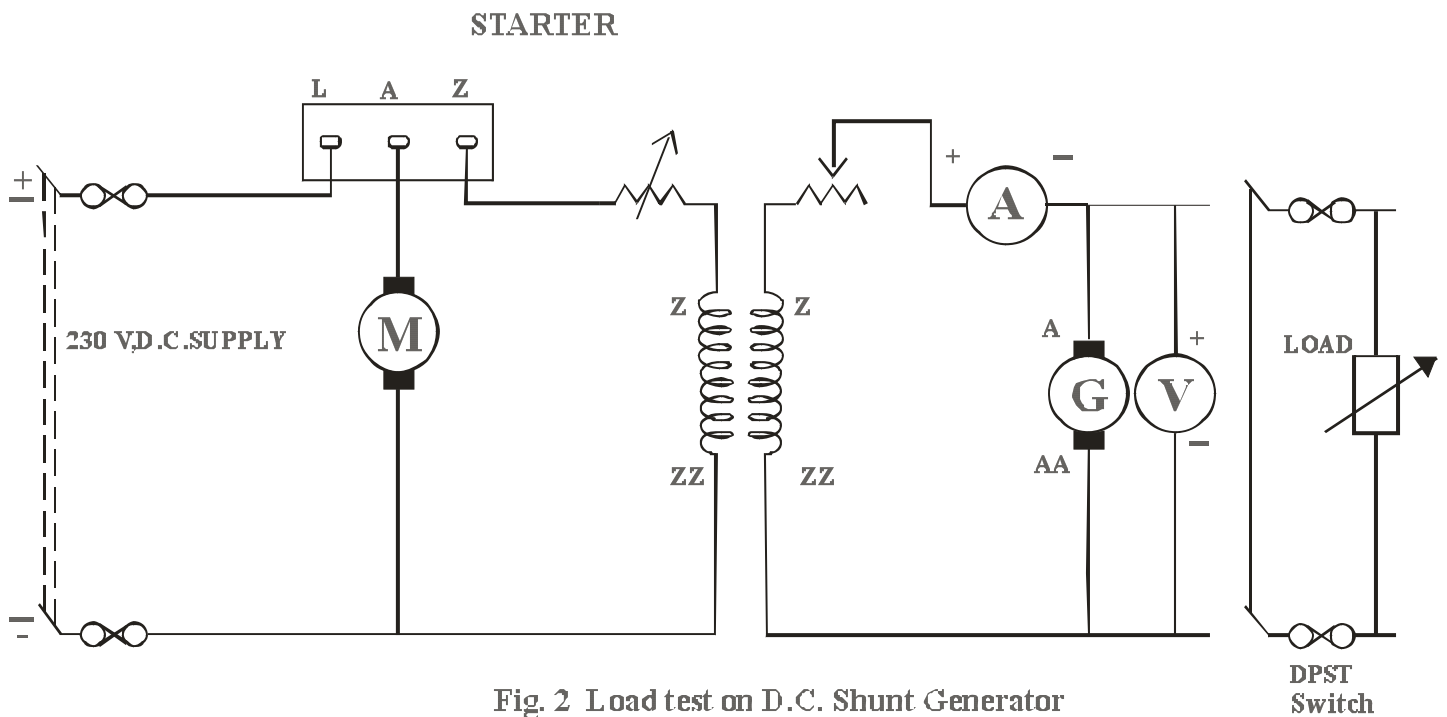 STARTER
L A Z
+
+ −
230 V,D.C.SUPPLY
M
Z Z
A
A
G
V
+
−
LOAD
ZZ ZZ
AA
−
DPST
Switch
Fig. 2 Load test on D.C. Shunt Generator